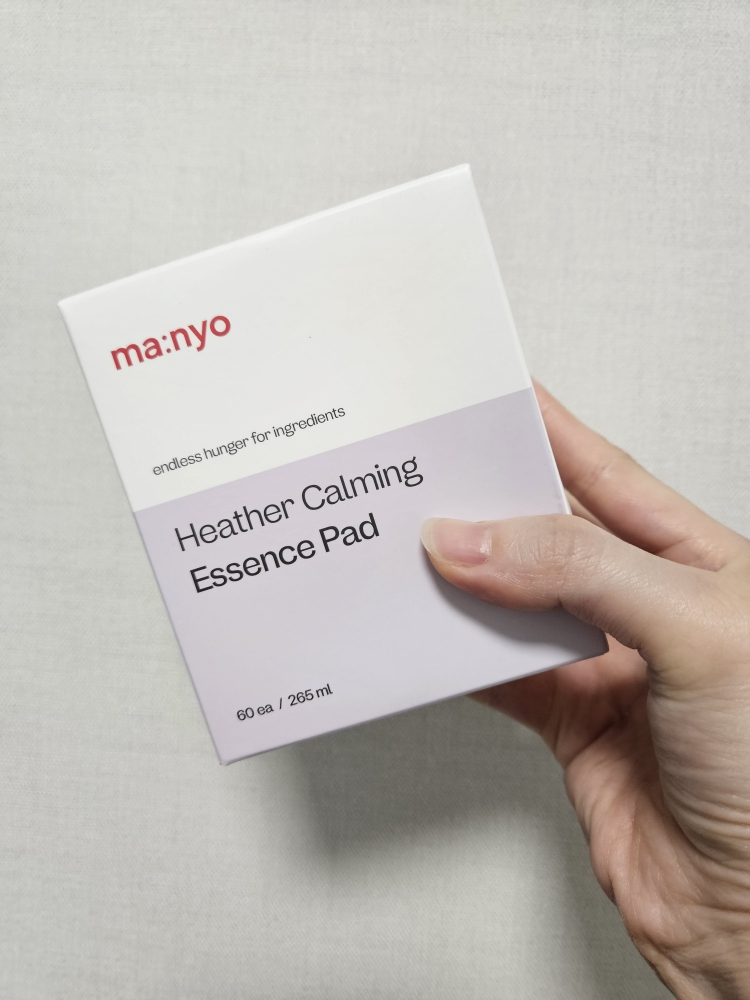 ma:nyo
endless hunger for ingredients
Heather Calming
Essence Pad
60 ea / 265 ml